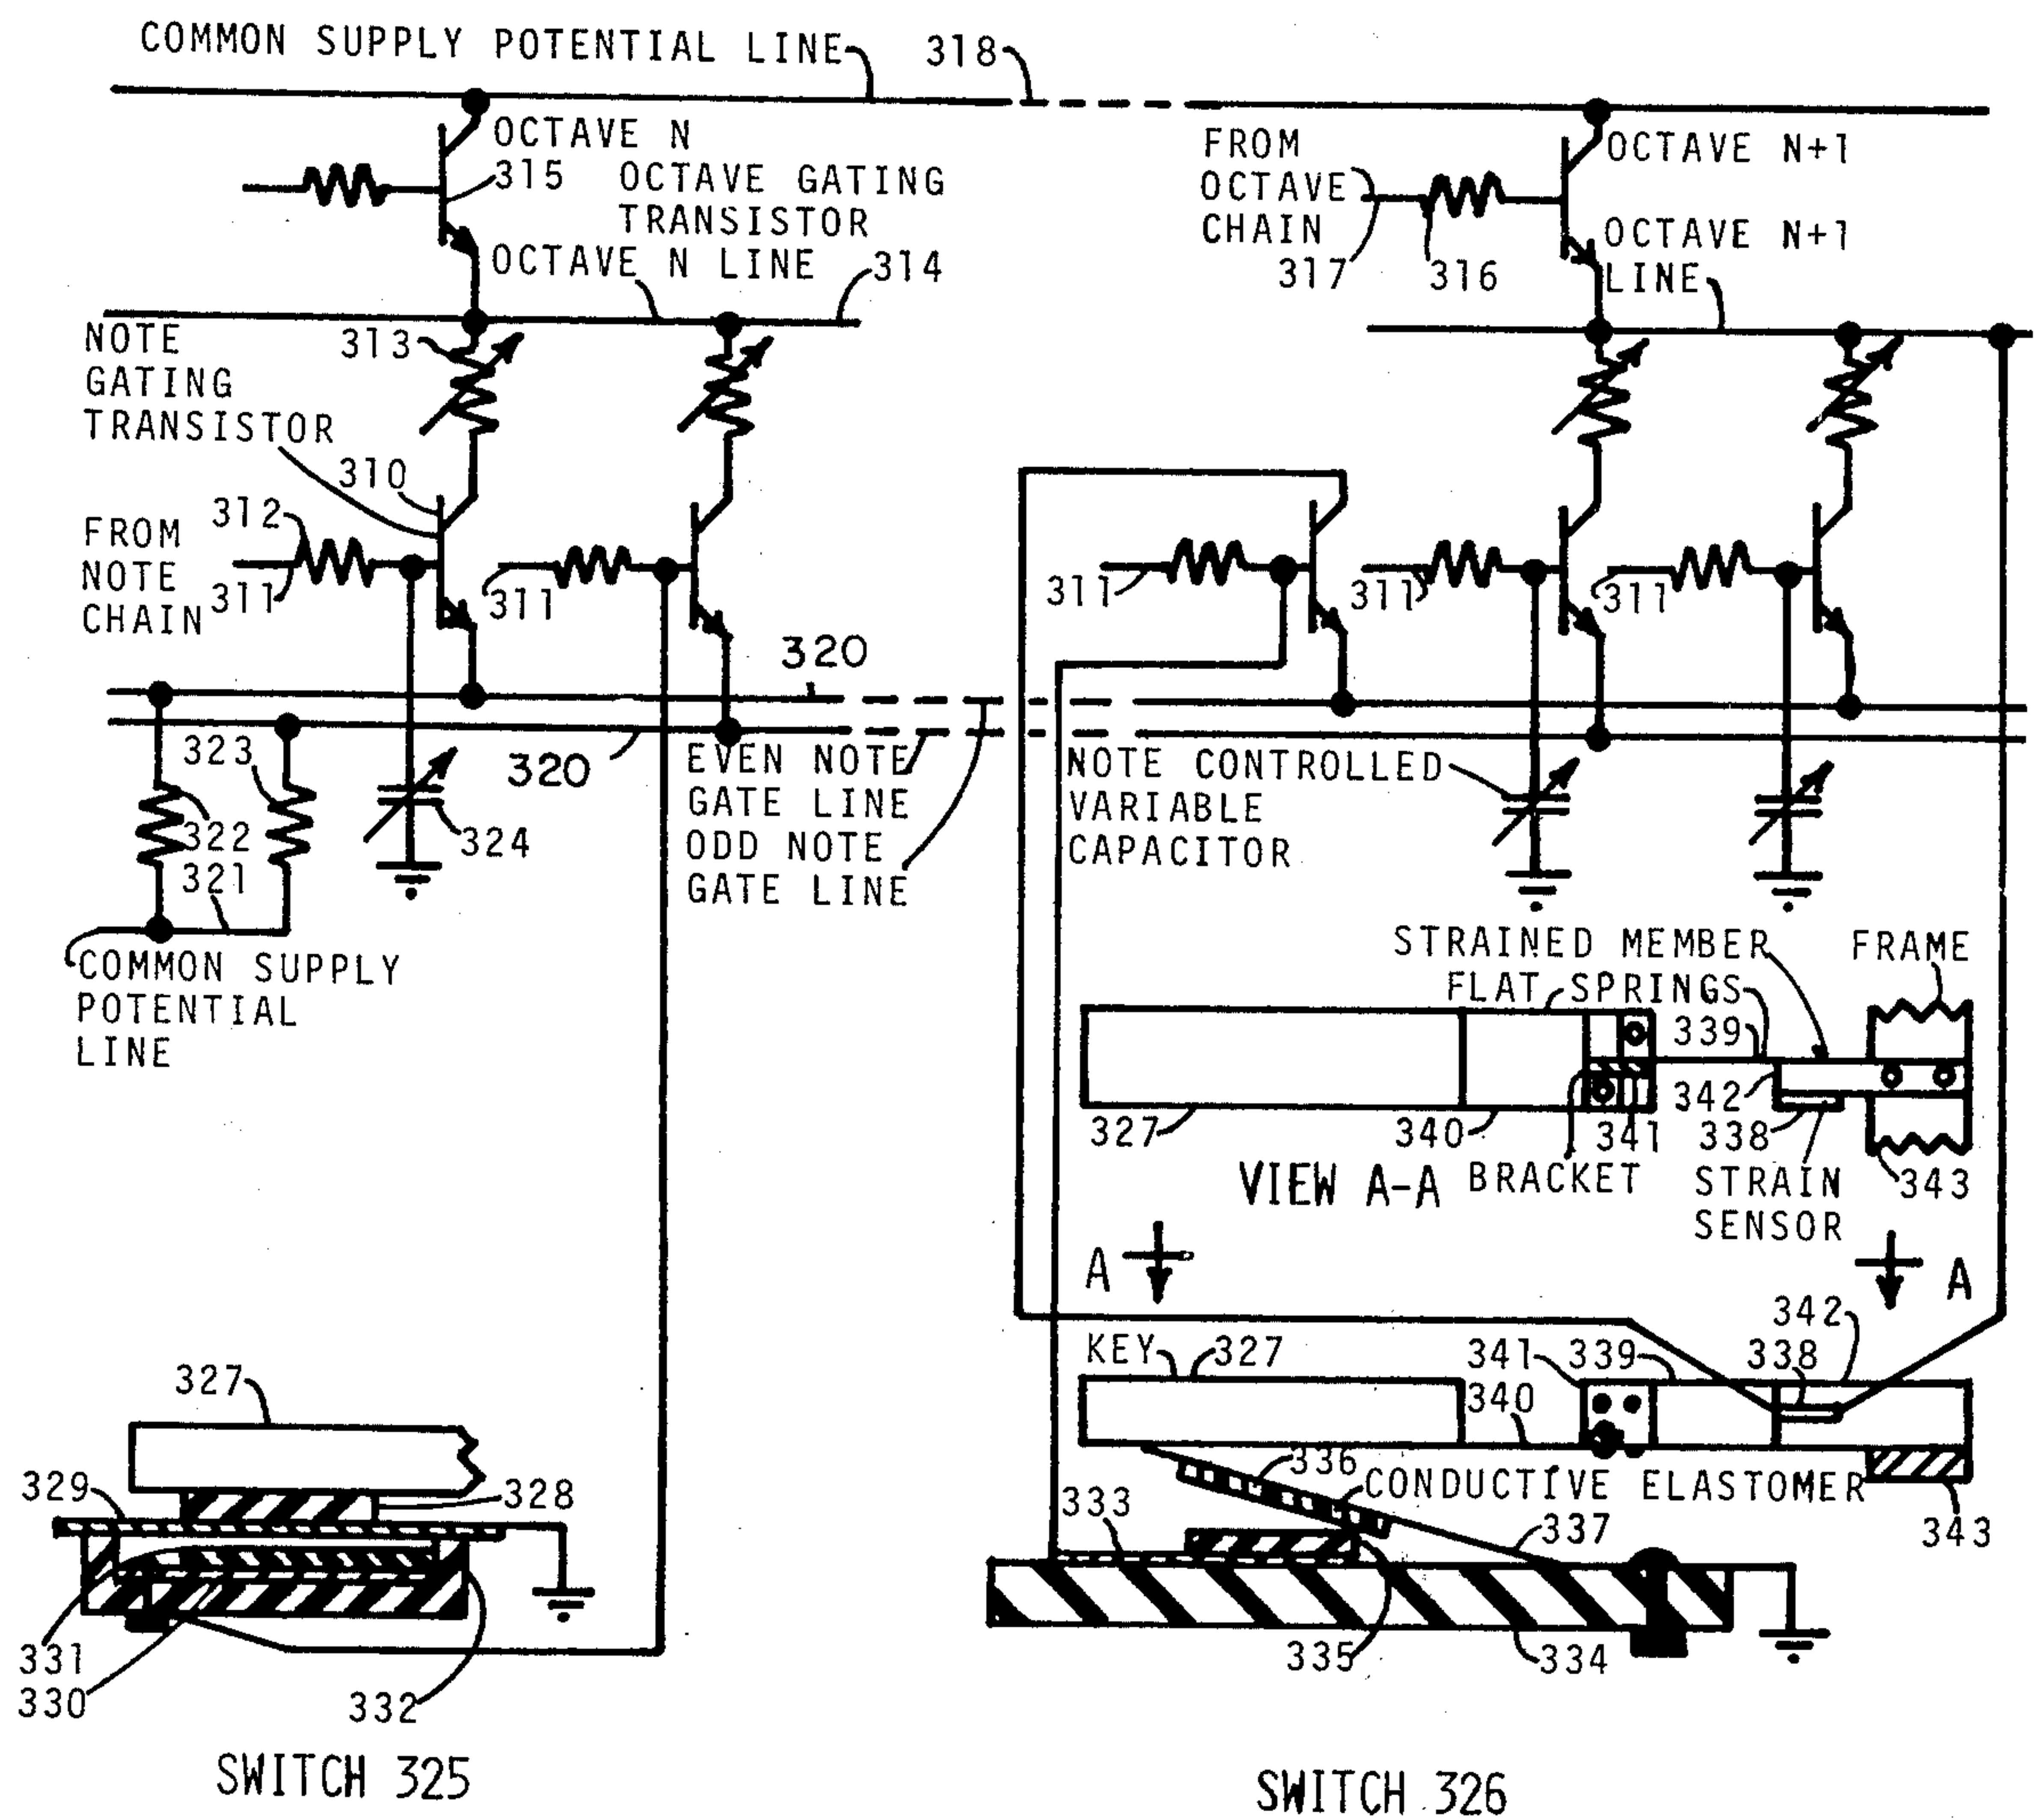 COMMON SUPPLY POTENTIAL LINE
318
OCTAVE N
315
OCTAVE GATING
TRANSISTOR
OCTAVE N LINE
314
FROM
OCTAVE
CHAIN
317
316
OCTAVE N+1
OCTAVE N+1
LINE
NOTE
GATING
TRANSISTOR
313
310
312
FROM
NOTE
CHAIN
311
311
311
311
311
320
320
323
322
321
324
EVEN NOTE
GATE LINE
ODD NOTE
GATE LINE
NOTE CONTROLLED
VARIABLE
CAPACITOR
COMMON SUPPLY
POTENTIAL
LINE
STRAINED MEMBER
FRAME
FLAT SPRINGS
339
342
327
340
341
338
343
VIEW A-A
BRACKET
STRAIN
SENSOR
A
A
342
KEY
327
341
339
338
340
327
329
328
336
CONDUCTIVE ELASTOMER
333
337
343
331
330
332
335
334
SWITCH 325
SWITCH 326